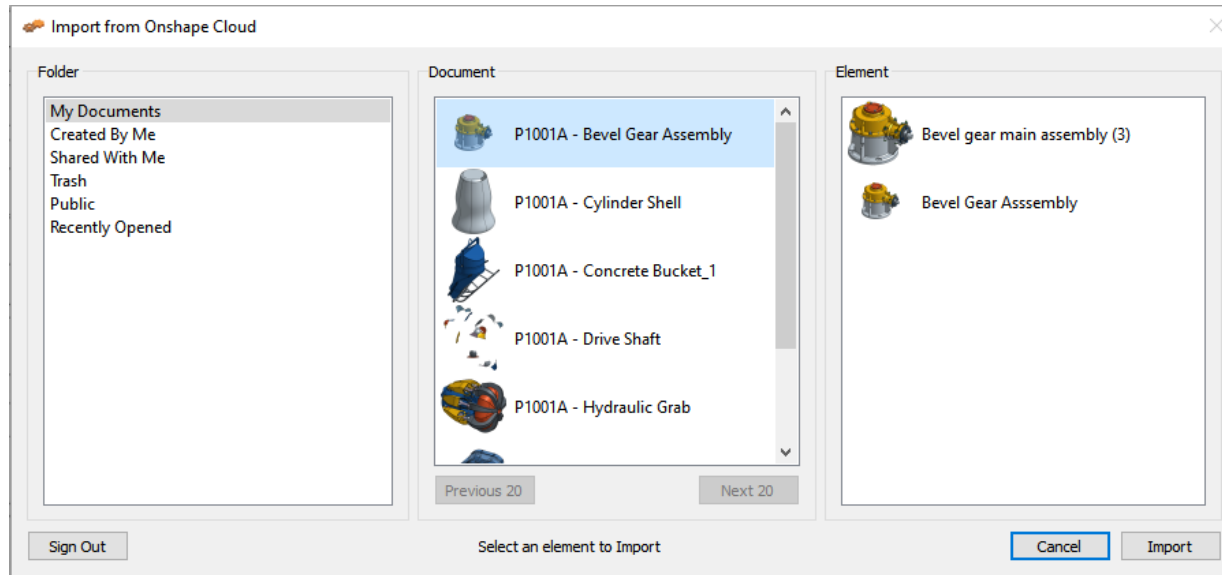 Import from Onshape Cloud
Folder
My Documents
Created By Me
Shared With Me
Trash
Public
Recently Opened
Document
P1001A - Bevel Gear Assembly
P1001A - Cylinder Shell
P1001A - Concrete Bucket_1
P1001A - Drive Shaft
P1001A - Hydraulic Grab
Previous 20
Next 20
Element
Bevel gear main assembly (3)
Bevel Gear Asssembly
Sign Out
Select an element to Import
Cancel
Import